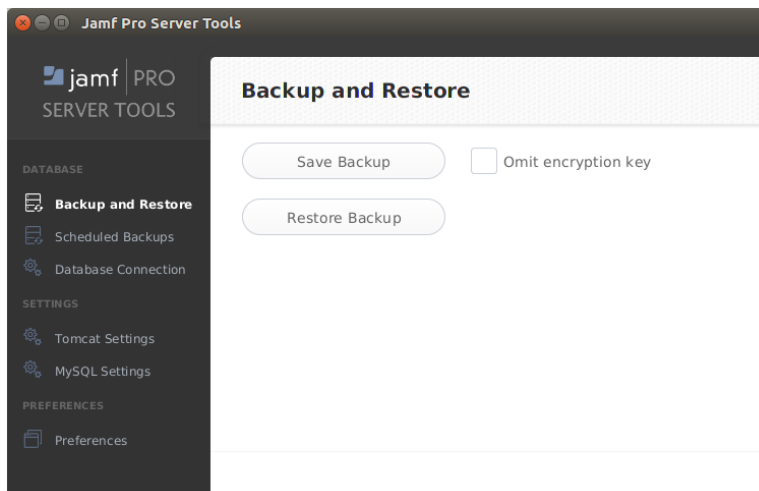 Jamf Pro Server Tools
jamf PRO
SERVER TOOLS
DATABASE
Backup and Restore
Scheduled Backups
Database Connection
SETTINGS
Tomcat Settings
MySQL Settings
PREFERENCES
Preferences
Backup and Restore
Save Backup
Omit encryption key
Restore Backup